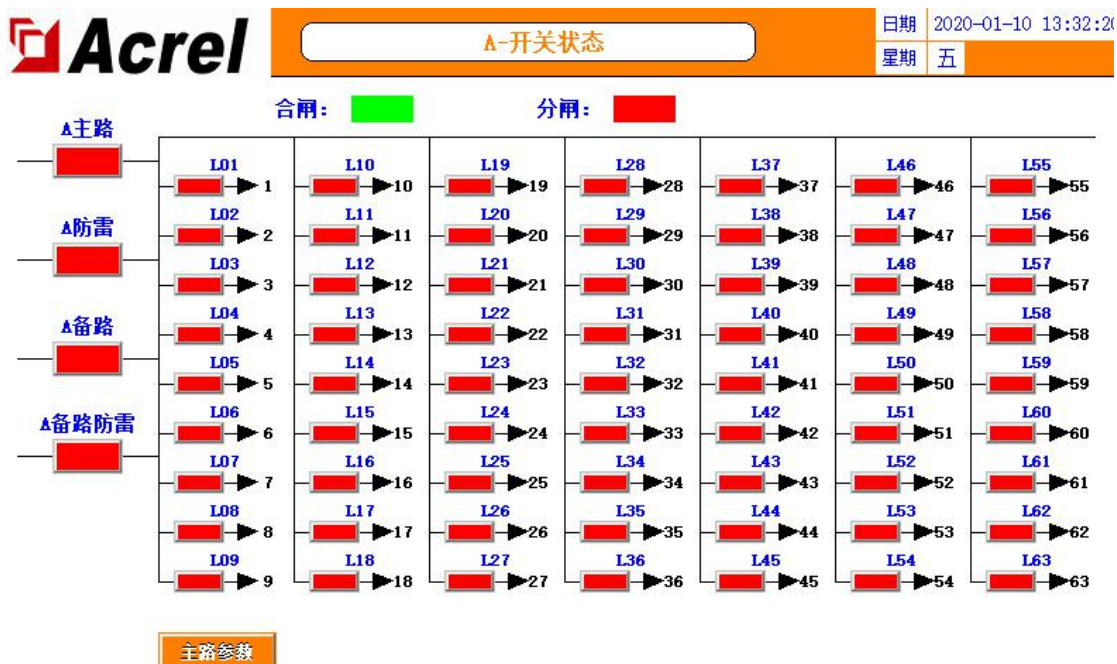 Acrel
A-开关状态
日期 2020-01-10 13:32:20
星期 五
合闸： 分闸：
A主路
A防雷
A备路
A备路防雷
L01 L10 L19 L28 L37 L46 L55
1 10 19 28 37 46 55
L02 L11 L20 L29 L38 L47 L56
2 11 20 29 38 47 56
L03 L12 L21 L30 L39 L48 L57
3 12 21 30 39 48 57
L04 L13 L22 L31 L40 L49 L58
4 13 22 31 40 49 58
L05 L14 L23 L32 L41 L50 L59
5 14 23 32 41 50 59
L06 L15 L24 L33 L42 L51 L60
6 15 24 33 42 51 60
L07 L16 L25 L34 L43 L52 L61
7 16 25 34 43 52 61
L08 L17 L26 L35 L44 L53 L62
8 17 26 35 44 53 62
L09 L18 L27 L36 L45 L54 L63
9 18 27 36 45 54 63
主路参数